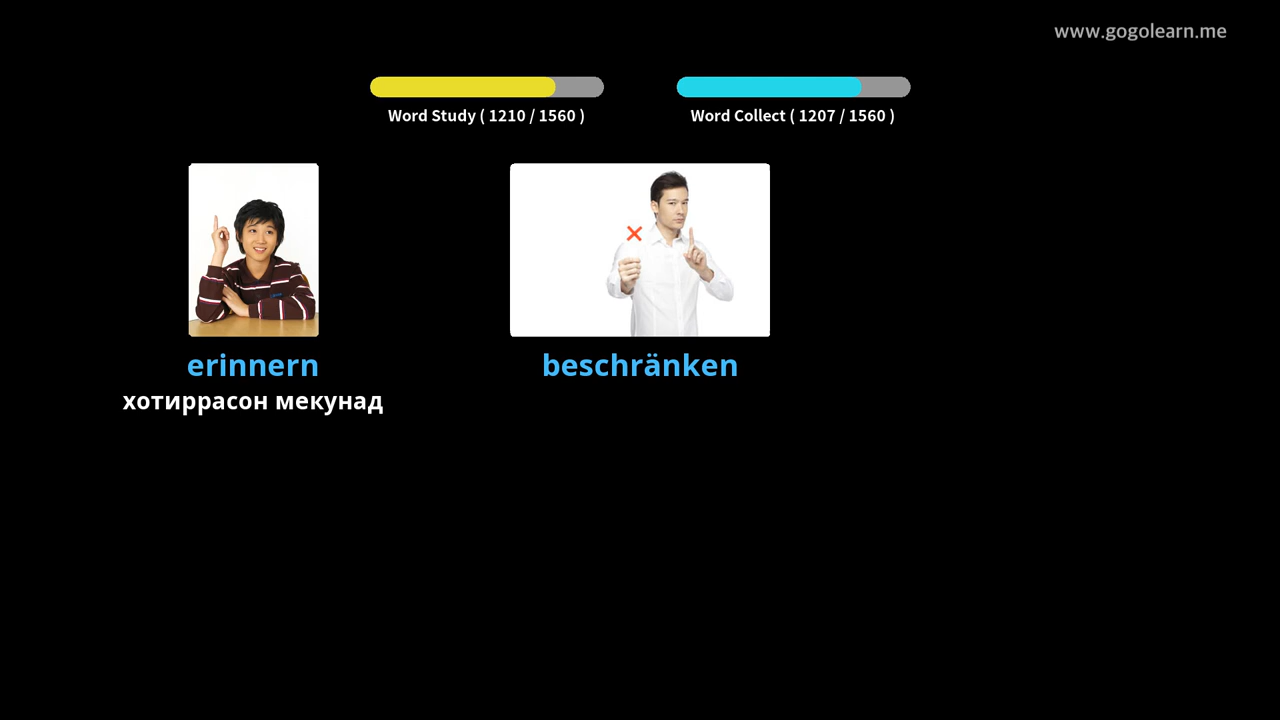 www.gogolearn.me
Word Study ( 1210 / 1560 )
Word Collect ( 1207 / 1560 )
erinnern
хотиррасон мекунад
beschränken